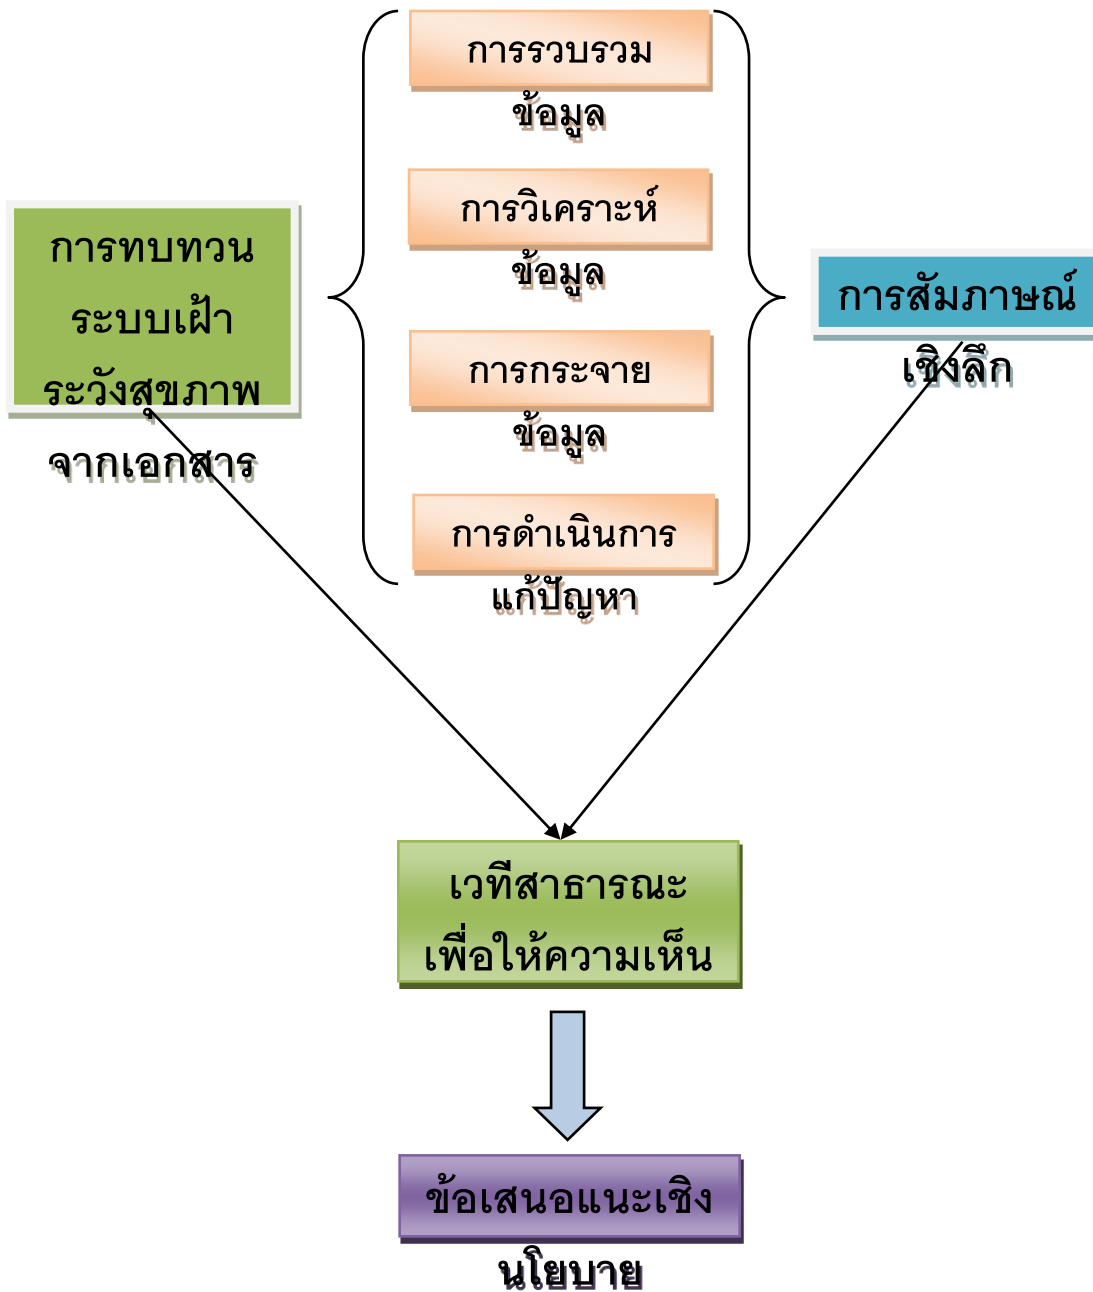 การรวบรวม
ข้อมูล
การวิเคราะห์
ข้อมูล
การกระจาย
ข้อมูล
การดำเนินการ
แก้ปัญหา
การทบทวน
ระบบเฝ้า
ระวังสุขภาพ
จากเอกสาร
การสัมภาษณ์
เชิงลึก
เวทีสาธารณะ
เพื่อให้ความเห็น
ข้อเสนอแนะเชิง
นโยบาย